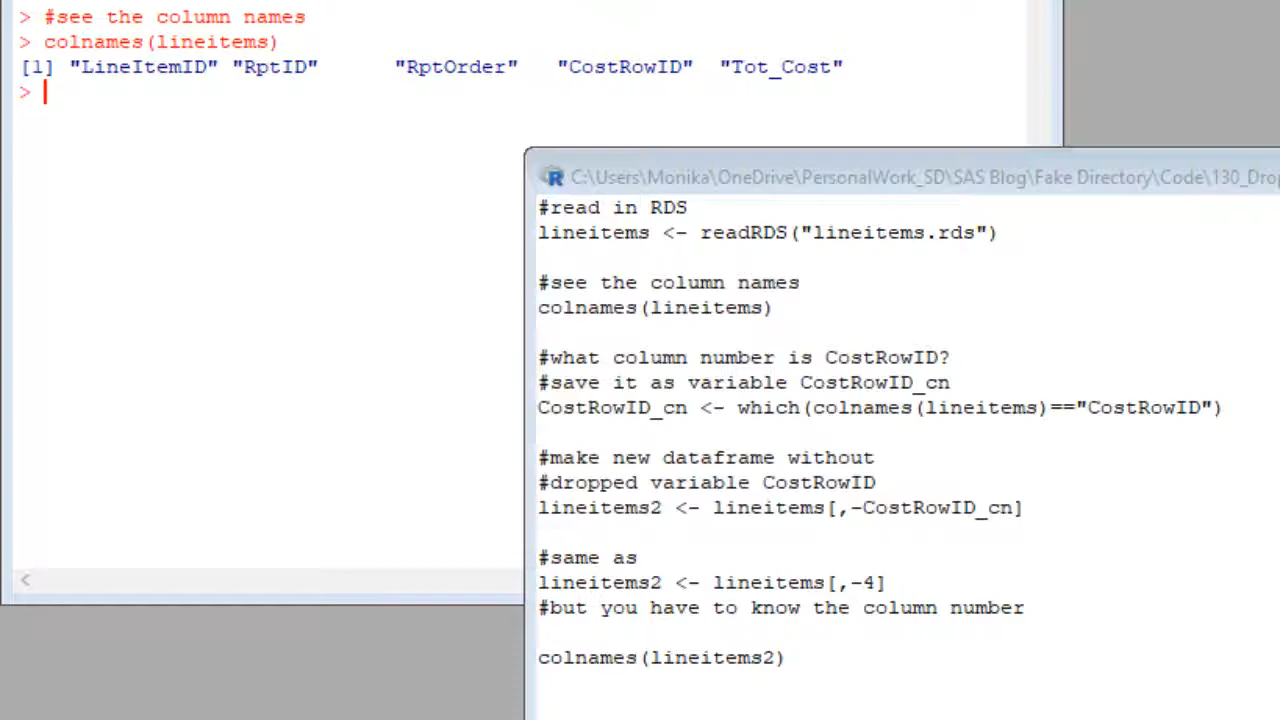 > #see the column names
> colnames(lineitems)
[1] "LineItemID" "RptID"      "RptOrder"   "CostRowID"  "Tot_Cost"
>
C:\Users\Monika\OneDrive\PersonalWork_SD\SAS Blog\Fake Directory\Code\130_Drop
#read in RDS
lineitems <- readRDS("lineitems.rds")
#see the column names
colnames(lineitems)
#what column number is CostRowID?
#save it as variable CostRowID_cn
CostRowID_cn <- which(colnames(lineitems)=="CostRowID")
#make new dataframe without
#dropped variable CostRowID
lineitems2 <- lineitems[,-CostRowID_cn]
#same as
lineitems2 <- lineitems[,-4]
#but you have to know the column number
colnames(lineitems2)